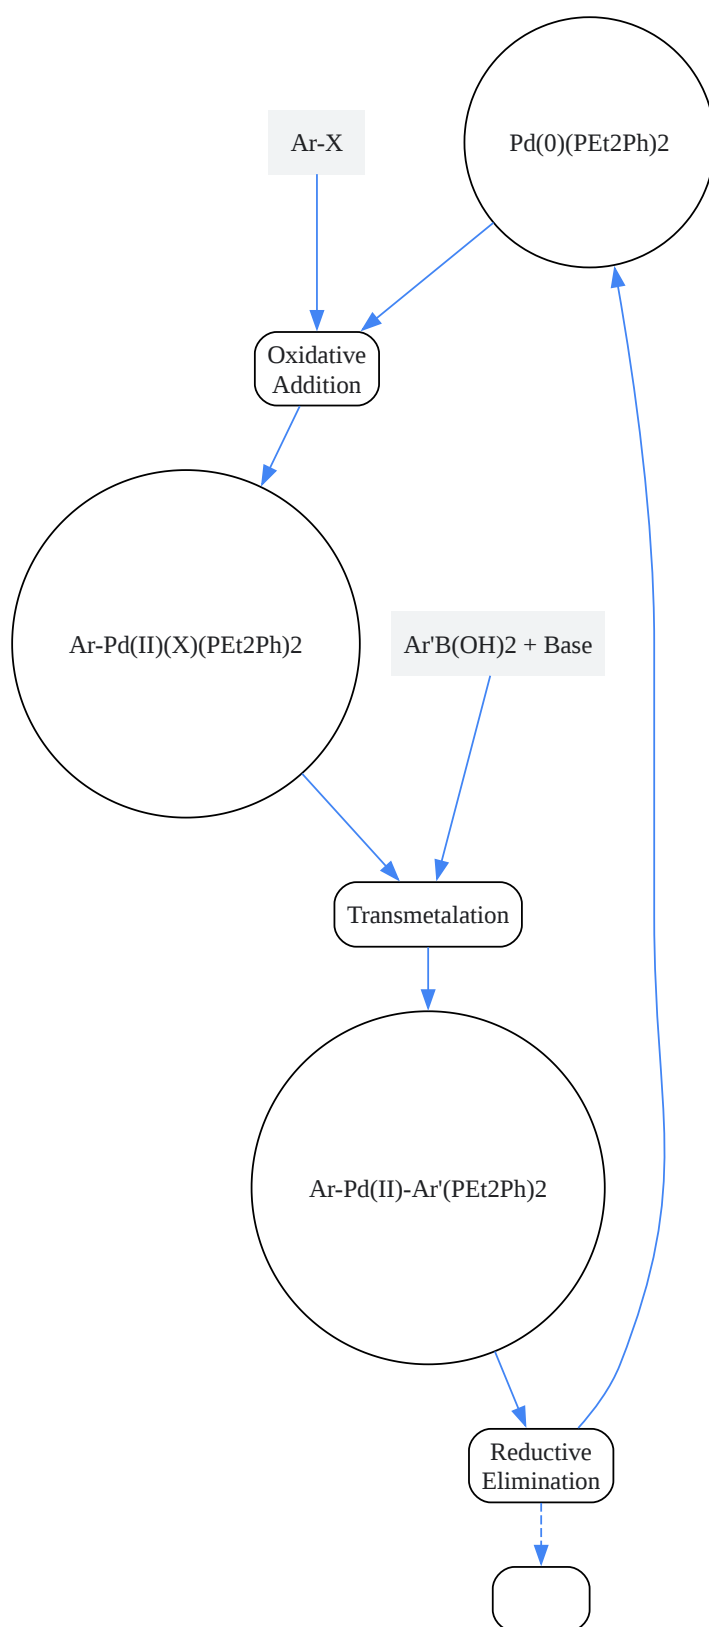 Pd(0)(PEt2Ph)2
Ar-X
Oxidative
Addition
Ar-Pd(II)(X)(PEt2Ph)2
Ar'B(OH)2 + Base
Transmetalation
Ar-Pd(II)-Ar'(PEt2Ph)2
Reductive
Elimination